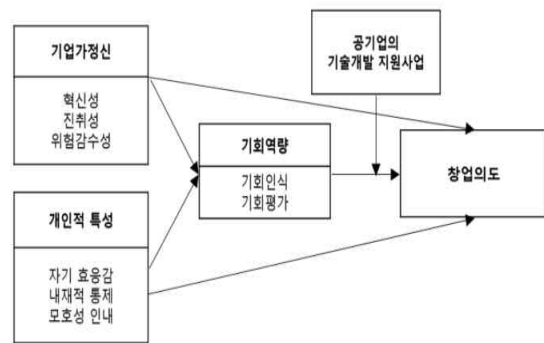 기업가정신
혁신성
진취성
위험감수성
공기업의
기술개발 지원사업
기회역량
기회인식
기회평가
창업의도
개인적 특성
자기 효응감
내재적 통제
모호성 인내